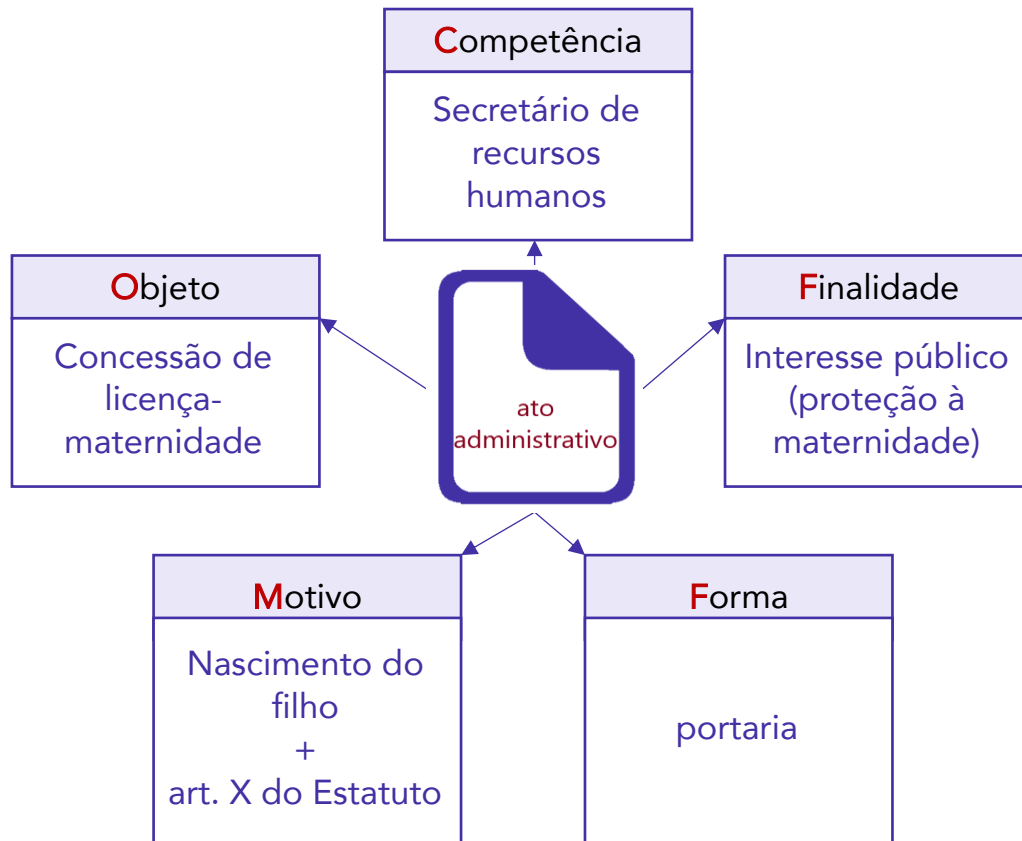 Competência
Secretário de
recursos
humanos
Objeto
Concessão de
licença-
maternidade
ato
administrativo
Finalidade
Interesse público
(proteção à
maternidade)
Motivo
Nascimento do
filho
+
art. X do Estatuto
Forma
portaria